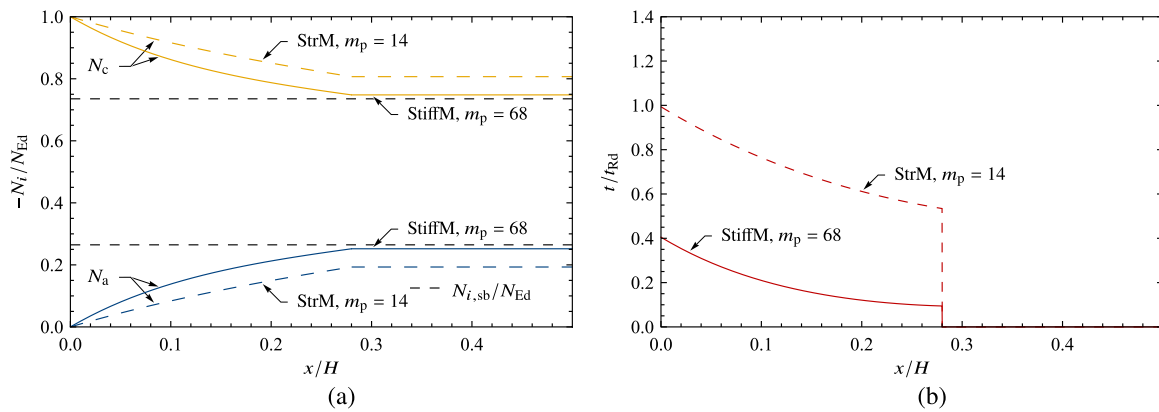 1.0
0.8
0.6
0.4
0.2
0.0
−N_i/N_Ed
N_c
StrM, m_p = 14
StiffM, m_p = 68
StiffM, m_p = 68
N_a
StrM, m_p = 14
N_{i,sb}/N_Ed
0.0 0.1 0.2 0.3 0.4
x/H
(a)
1.4
1.2
1.0
0.8
0.6
0.4
0.2
0.0
t/t_Rd
StrM, m_p = 14
StiffM, m_p = 68
0.0 0.1 0.2 0.3 0.4
x/H
(b)